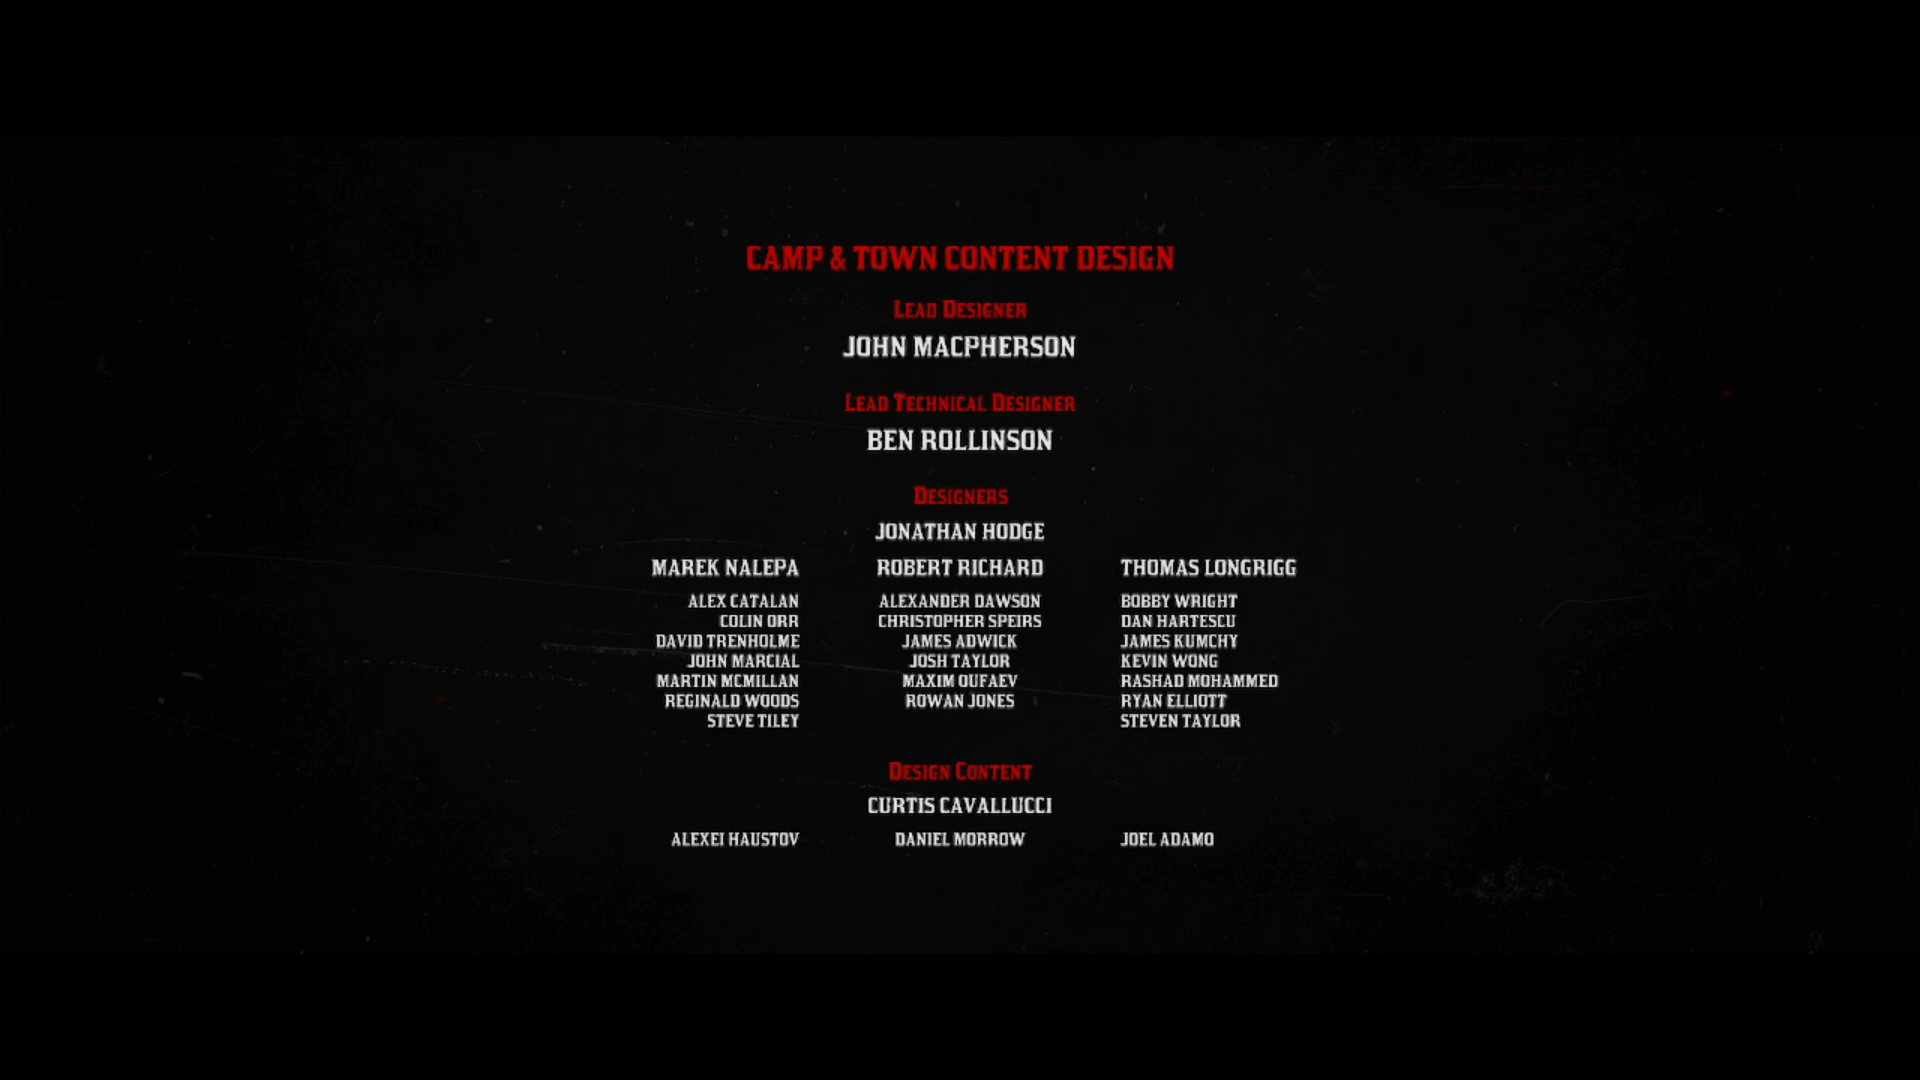 CAMP & TOWN CONTENT DESIGN
LEAD DESIGNER
JOHN MACPHERSON
LEAD TECHNICAL DESIGNER
BEN ROLLINSON
DESIGNERS
JONATHAN HODGE
MAREK NALEPA ROBERT RICHARD THOMAS LONGRIGG
ALEX CATALAN ALEXANDER DAWSON BOBBY WRIGHT
COLIN ORR CHRISTOPHER SPEIRS DAN HARTESCU
DAVID TRENHOLME JAMES ADWICK JAMES KUMCHY
JOHN MARCIAL JOSH TAYLOR KEVIN WONG
MARTIN MCMILLAN MAXIM OUFAEV RASHAD MOHAMMED
REGINALD WOODS ROWAN JONES RYAN ELLIOTT
STEVE TILEY STEVEN TAYLOR
DESIGN CONTENT
CURTIS CAVALLUCCI
ALEXEI HAUSTOV DANIEL MORROW JOEL ADAMO